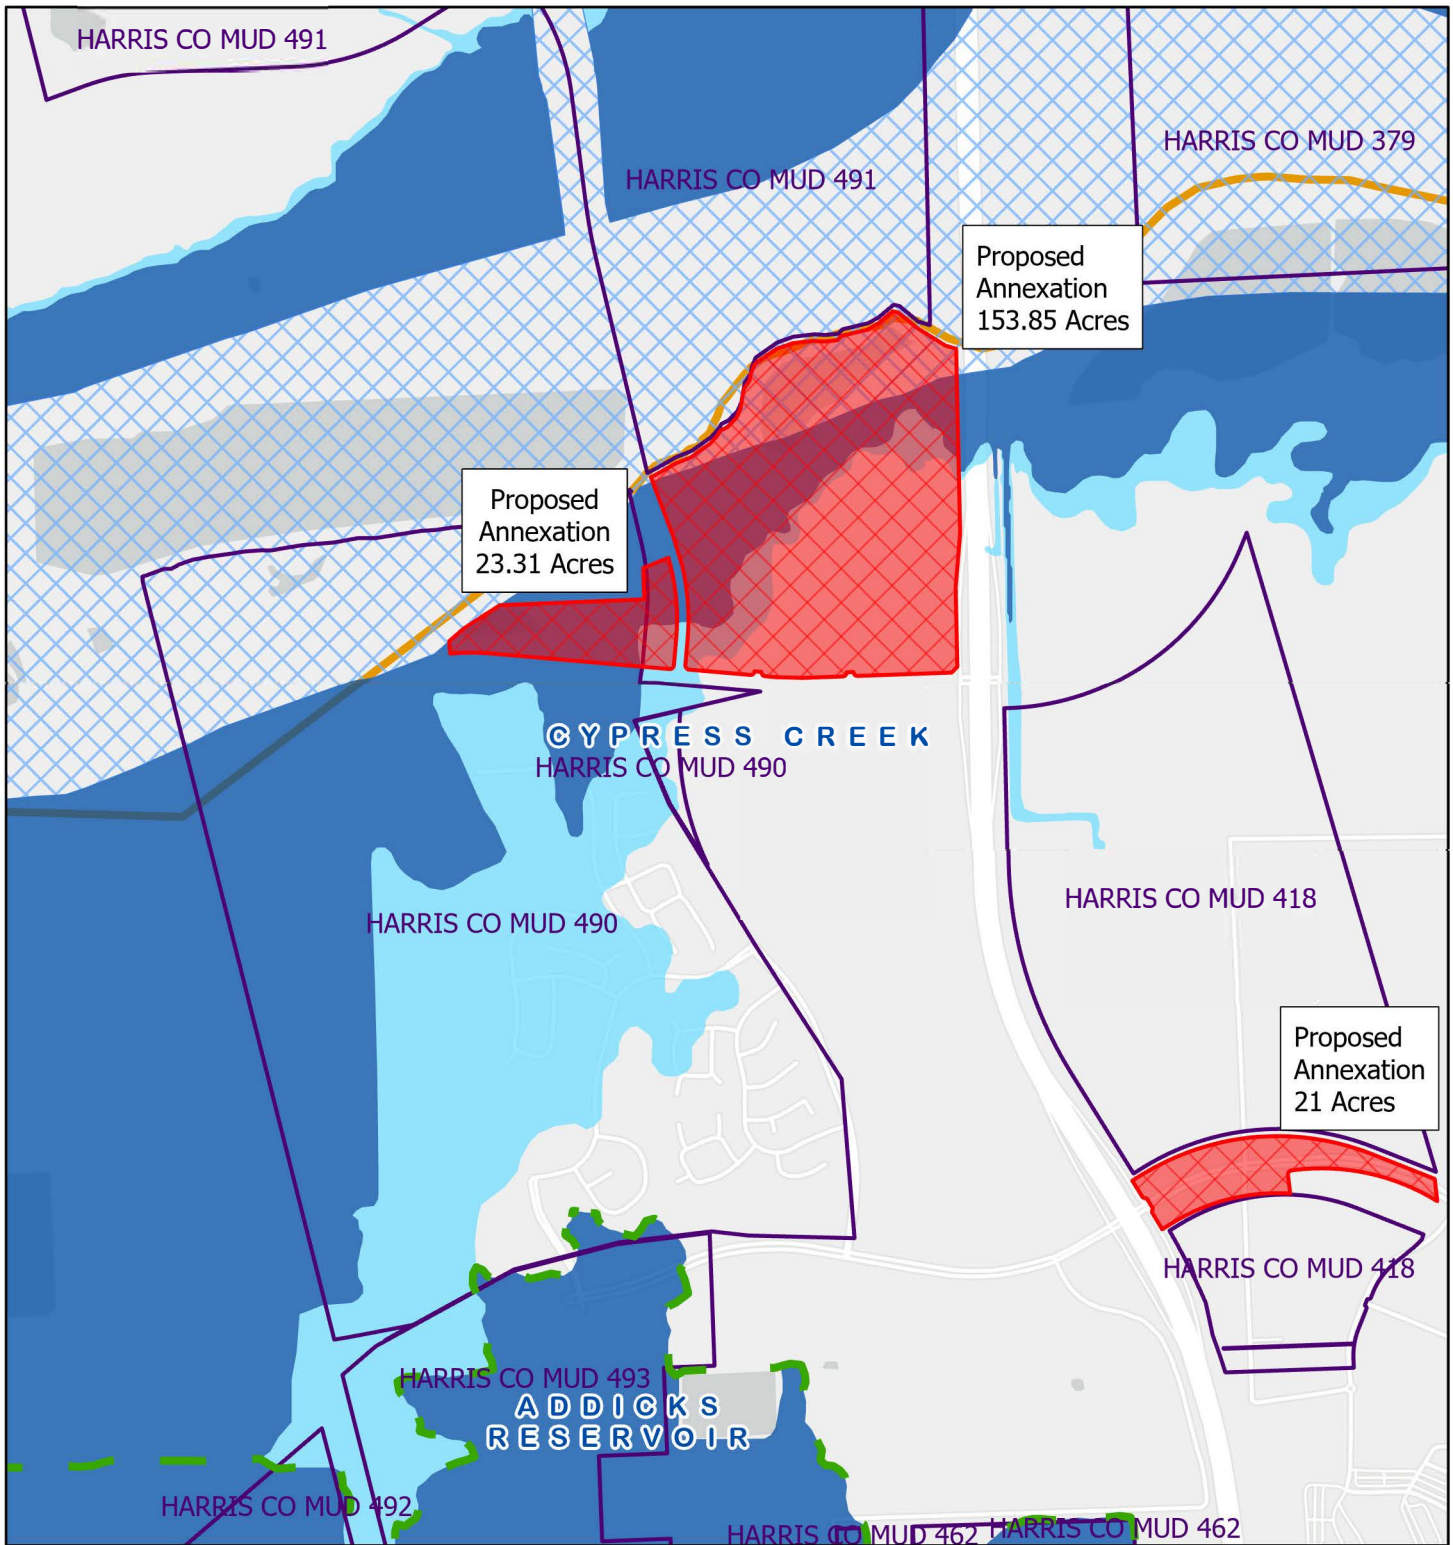 HARRIS CO MUD 491
HARRIS CO MUD 379
HARRIS CO MUD 491
Proposed
Annexation
153.85 Acres
Proposed
Annexation
23.31 Acres
CYPRESS CREEK
HARRIS CO MUD 490
HARRIS CO MUD 418
HARRIS CO MUD 490
Proposed
Annexation
21 Acres
HARRIS CO MUD 418
HARRIS CO MUD 493
ADDICKS
RESERVOIR
HARRIS CO MUD 492
HARRIS CO MUD 462
HARRIS CO MUD 462